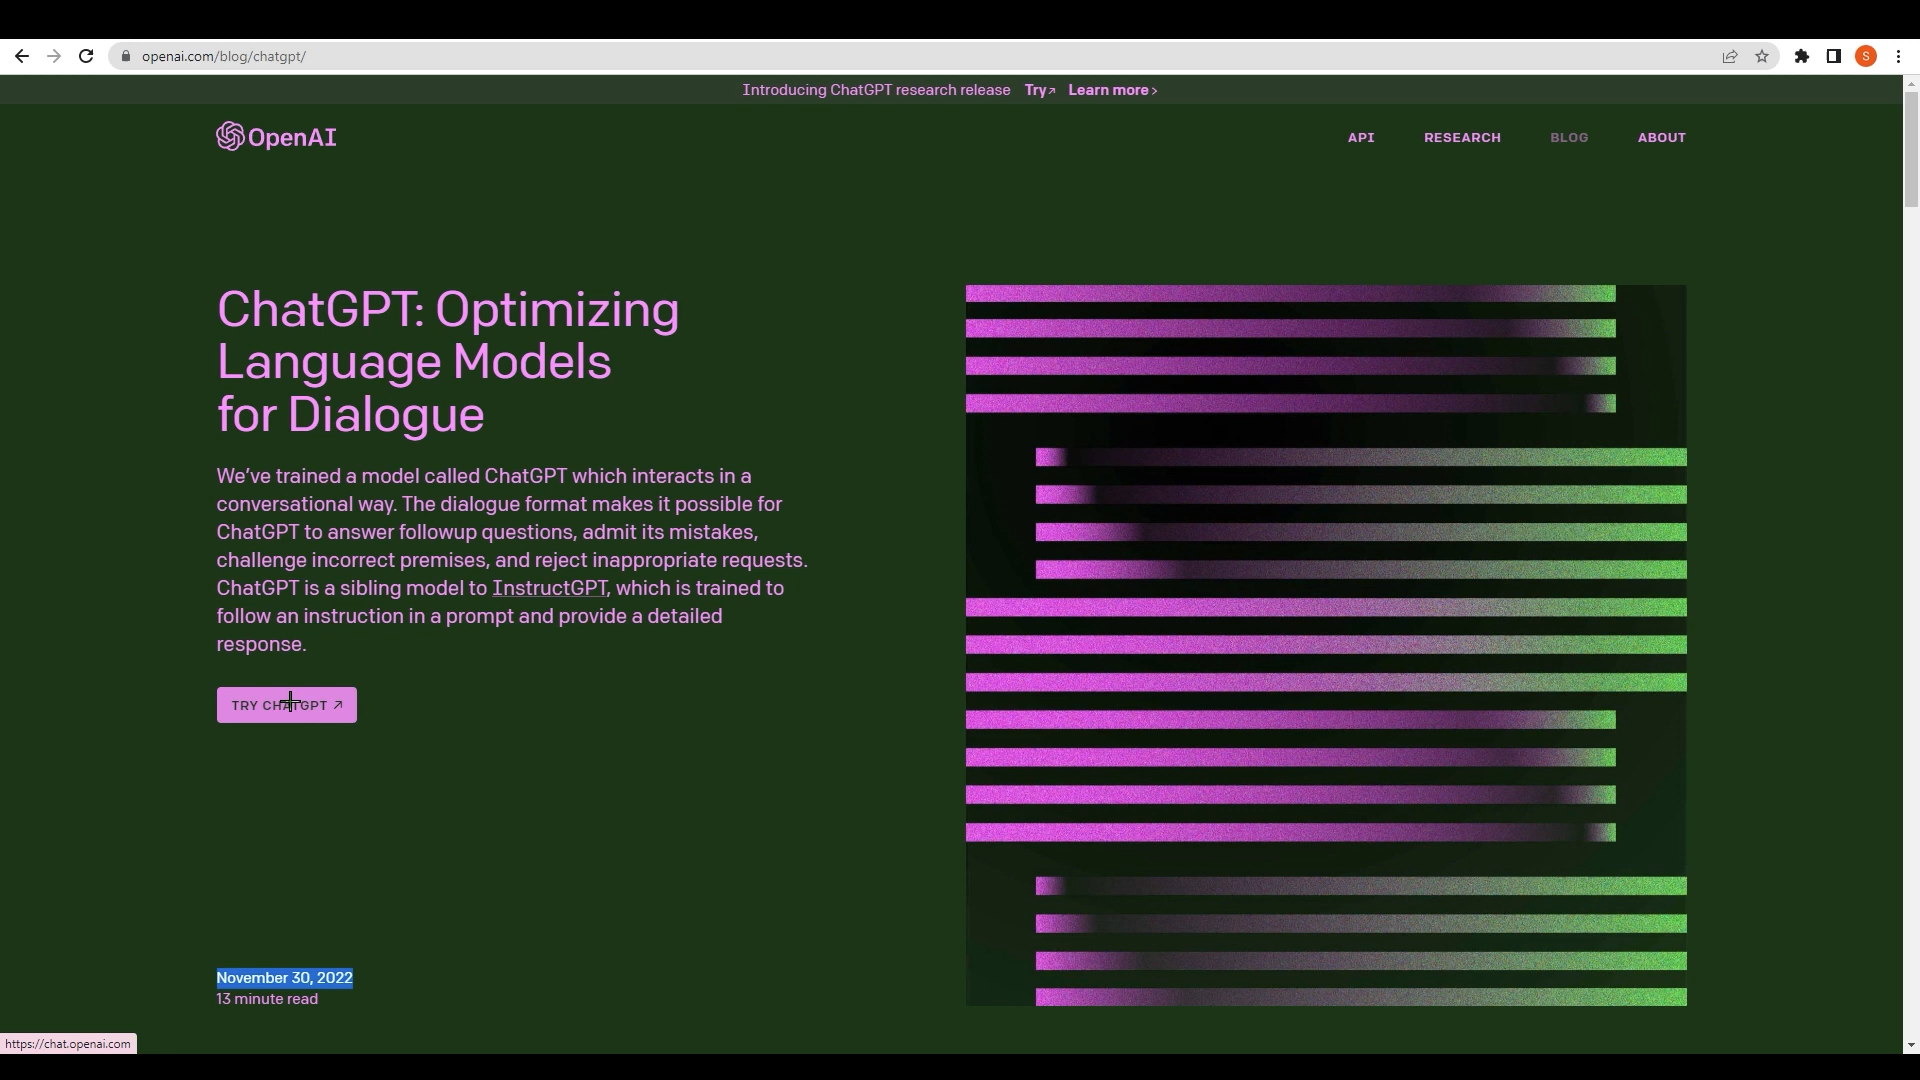 openai.com/blog/chatgpt/
S
Introducing ChatGPT research release Try↗ Learn more ›
OpenAI
API RESEARCH BLOG ABOUT
ChatGPT: Optimizing
Language Models
for Dialogue
We’ve trained a model called ChatGPT which interacts in a
conversational way. The dialogue format makes it possible for
ChatGPT to answer followup questions, admit its mistakes,
challenge incorrect premises, and reject inappropriate requests.
ChatGPT is a sibling model to InstructGPT, which is trained to
follow an instruction in a prompt and provide a detailed
response.
TRY CHATGPT ↗
November 30, 2022
13 minute read
https://chat.openai.com